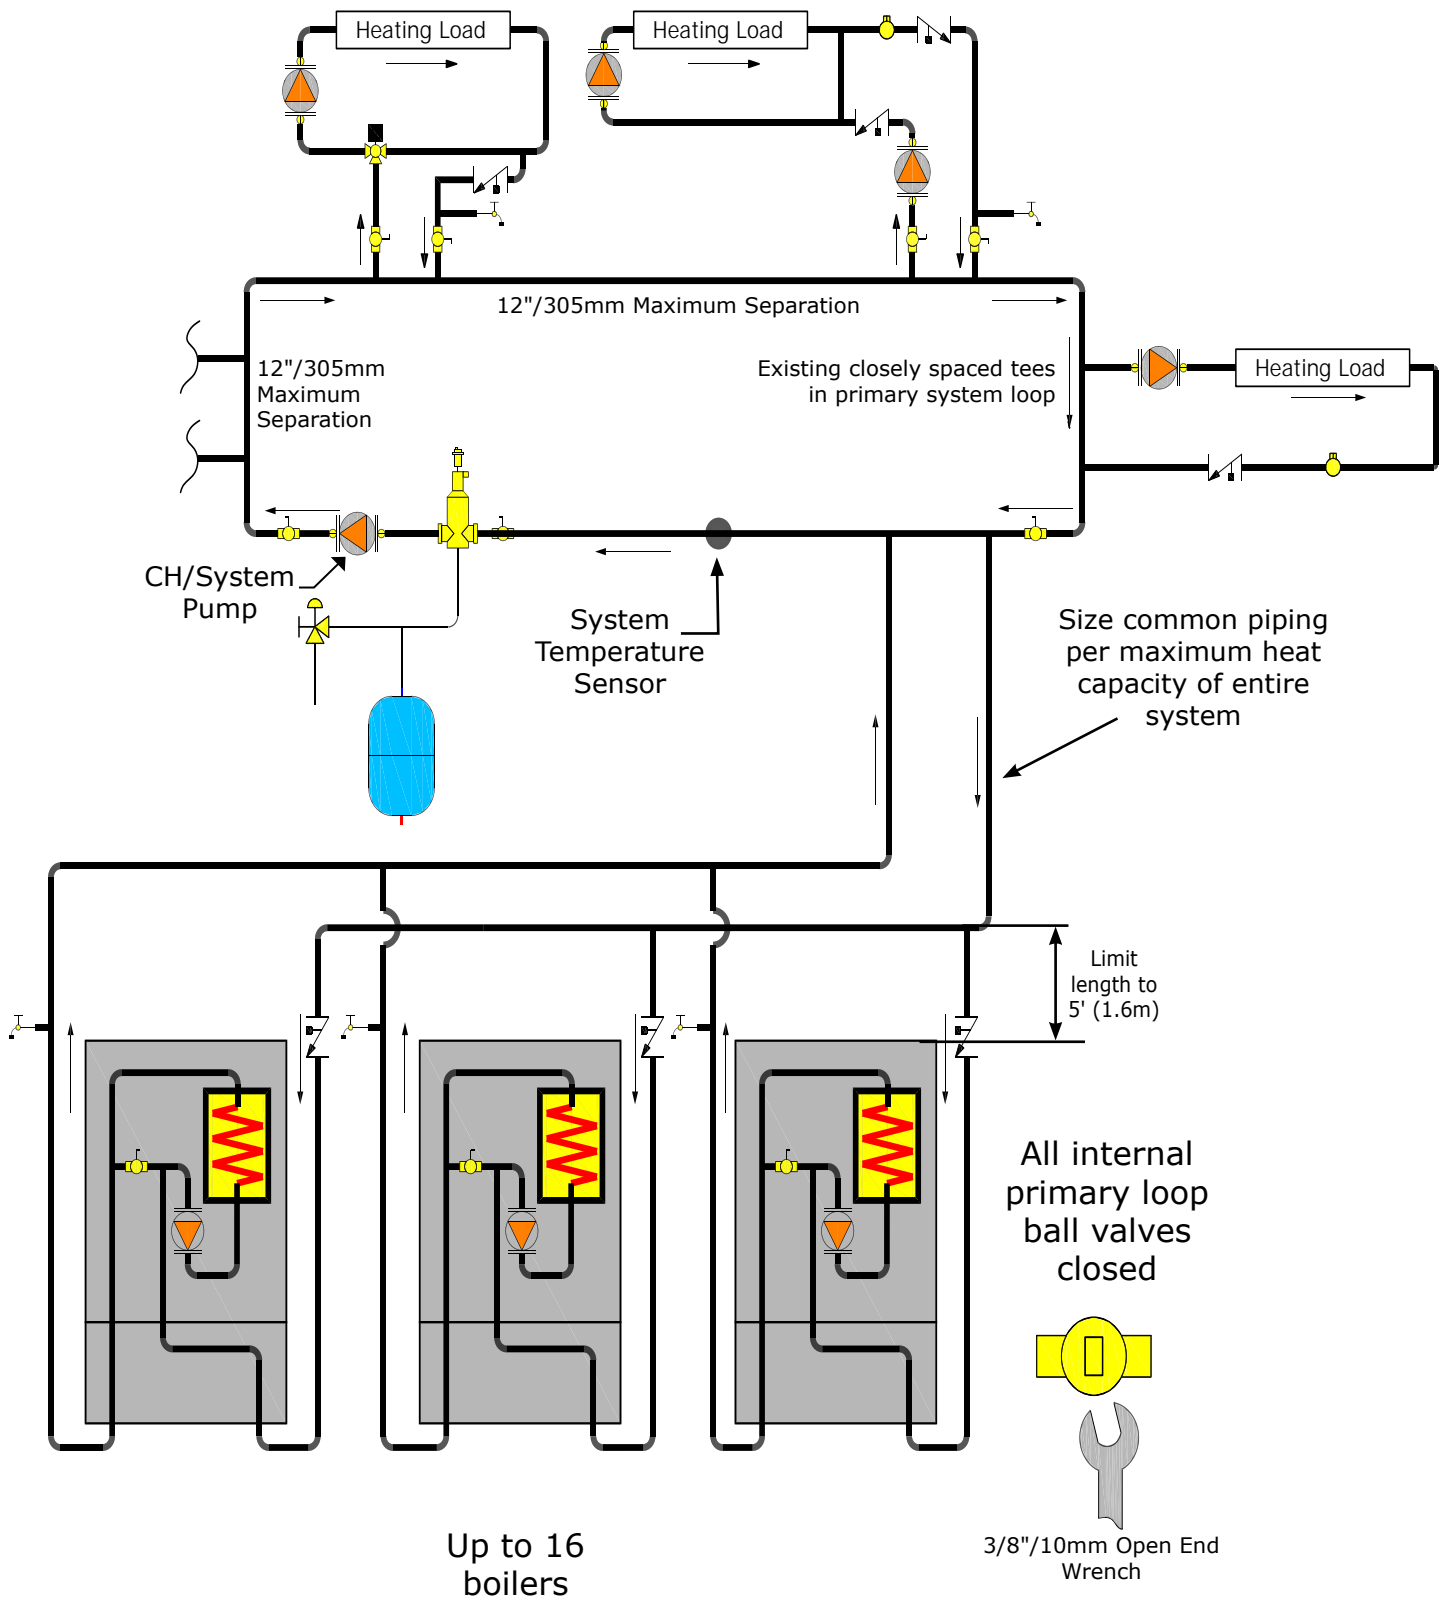 Heating Load
Heating Load
12"/305mm Maximum Separation
12"/305mm
Maximum
Separation
Existing closely spaced tees
in primary system loop
Heating Load
CH/System
Pump
System
Temperature
Sensor
Size common piping
per maximum heat
capacity of entire
system
Limit
length to
5' (1.6m)
All internal
primary loop
ball valves
closed
3/8"/10mm Open End
Wrench
Up to 16
boilers